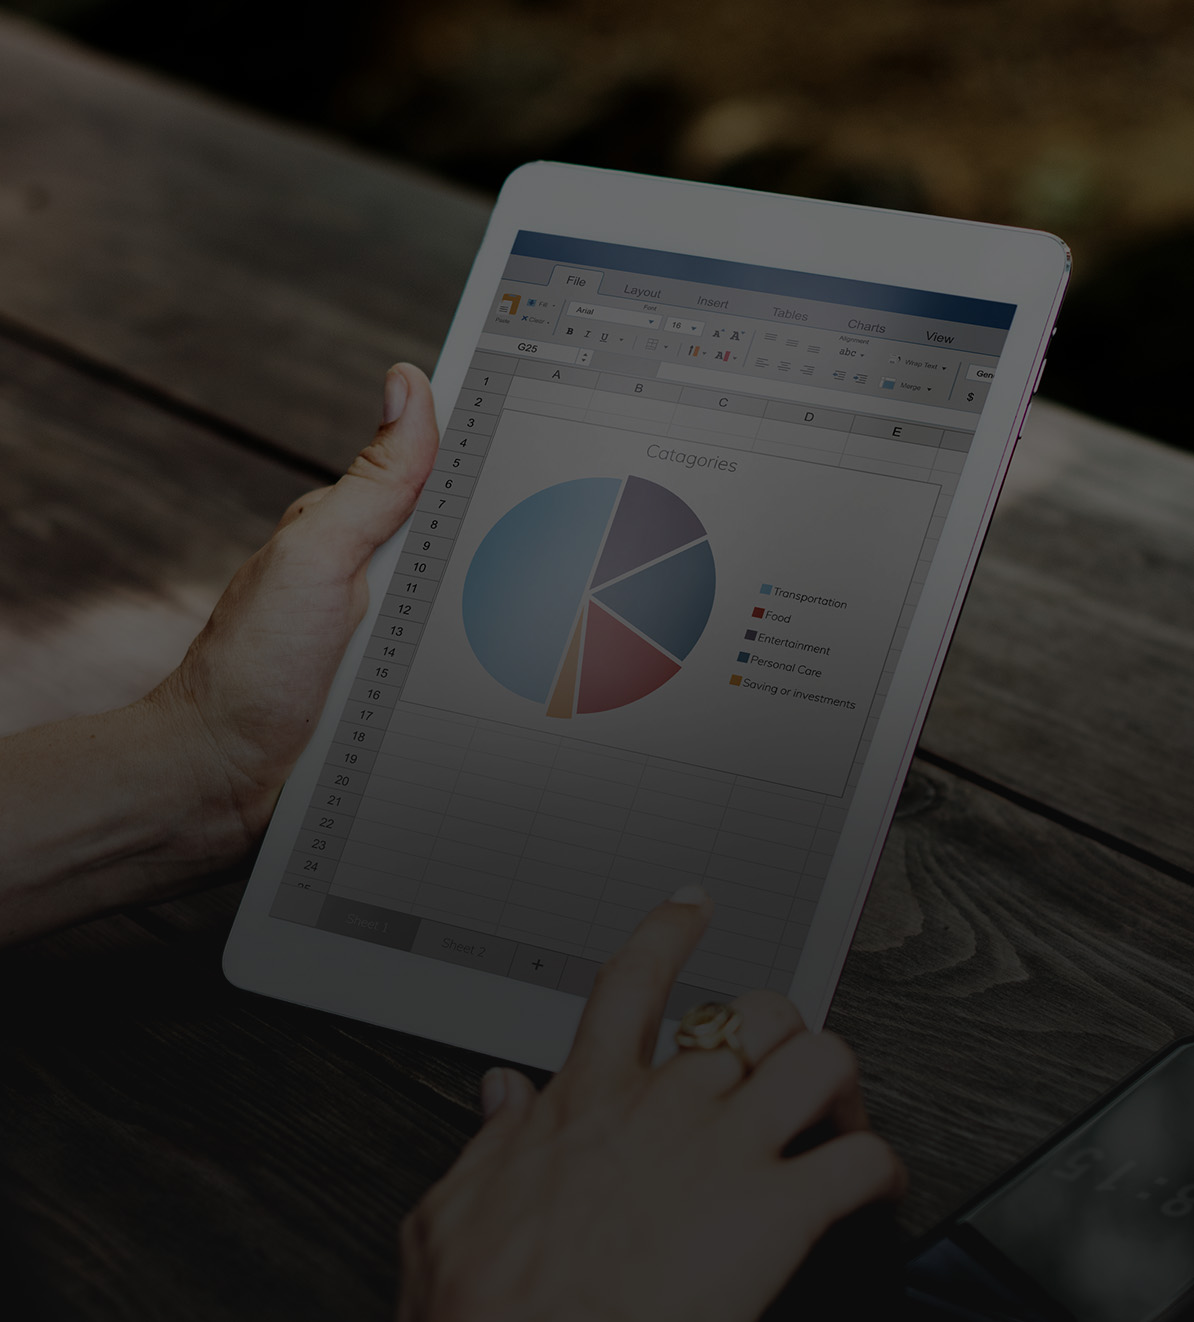 File Layout Insert Tables Charts View
Paste Fill Clear Arial Font 16 A A Alignment abc Wrap Text Gen
B I U A Merge $
G25
A B C D E
1
2
3
4
5
6
7
8
9
10
11
12
13
14
15
16
17
18
19
20
21
22
23
24
Catagories
Transportation
Food
Entertainment
Personal Care
Saving or investments
Sheet 1 Sheet 2 +